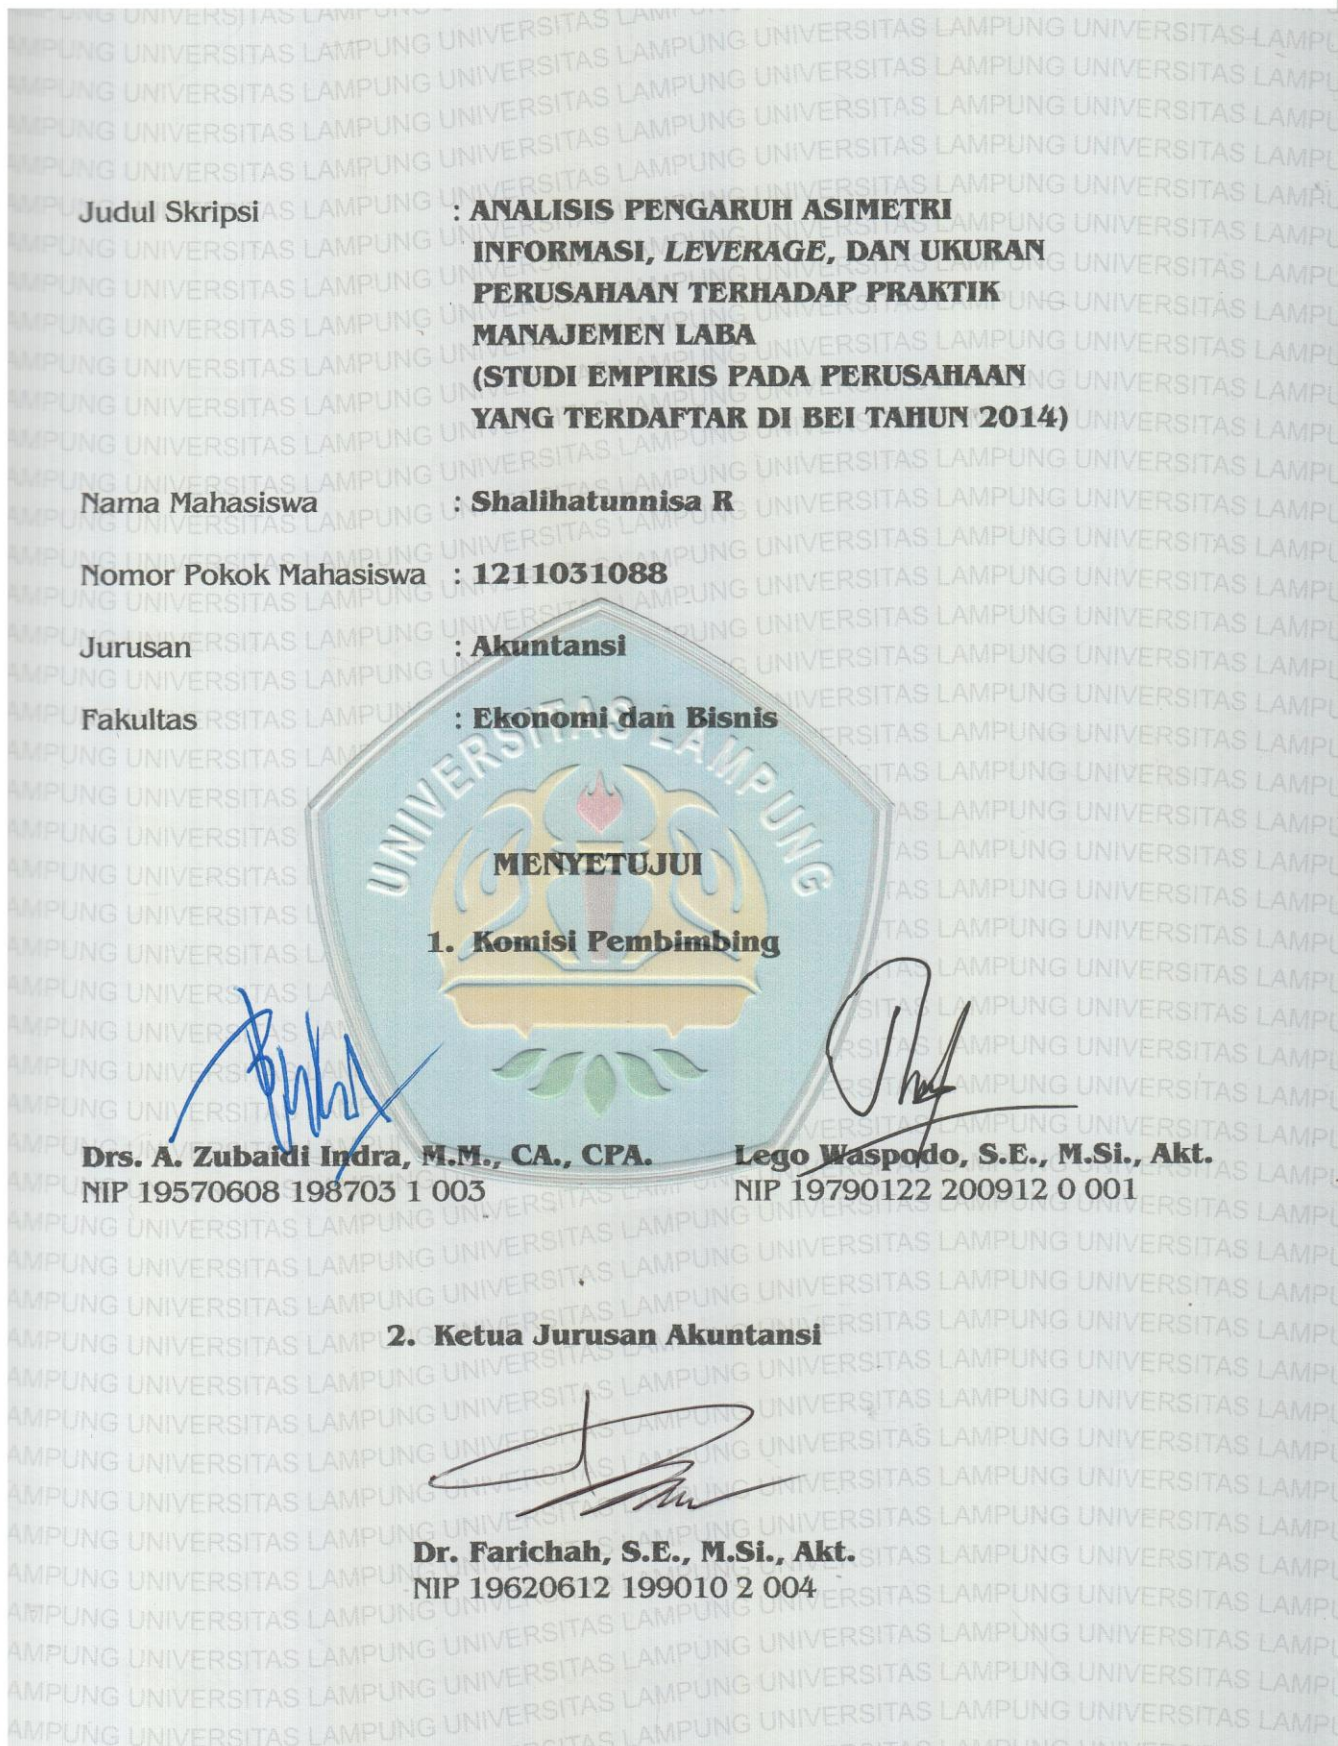 Judul Skripsi : ANALISIS PENGARUH ASIMETRI
INFORMASI, LEVERAGE, DAN UKURAN
PERUSAHAAN TERHADAP PRAKTIK
MANAJEMEN LABA
(STUDI EMPIRIS PADA PERUSAHAAN
YANG TERDAFTAR DI BEI TAHUN 2014)
Nama Mahasiswa : Shalihatunnisa R
Nomor Pokok Mahasiswa : 1211031088
Jurusan : Akuntansi
Fakultas : Ekonomi dan Bisnis
UNIVERSITAS LAMPUNG
MENYETUJUI
1. Komisi Pembimbing
Drs. A. Zubaidi Indra, M.M., CA., CPA. Lego Waspodo, S.E., M.Si., Akt.
NIP 19570608 198703 1 003 NIP 19790122 200912 0 001
2. Ketua Jurusan Akuntansi
Dr. Farichah, S.E., M.Si., Akt.
NIP 19620612 199010 2 004